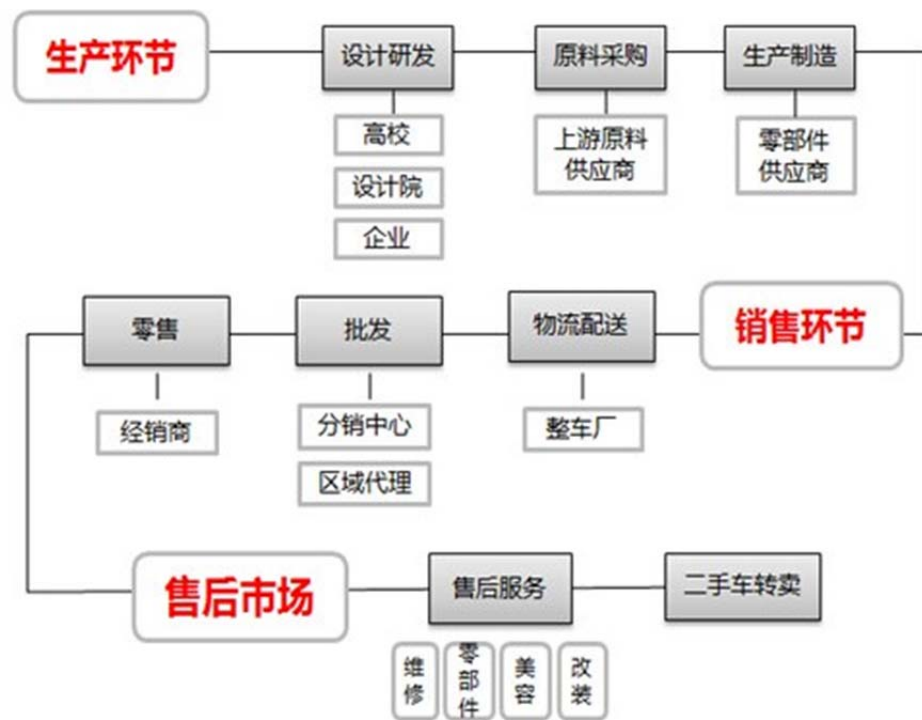 生产环节
设计研发
原料采购
生产制造
高校
设计院
企业
上游原料
供应商
零部件
供应商
零售
批发
物流配送
销售环节
经销商
分销中心
区域代理
整车厂
售后市场
售后服务
二手车转卖
维修
零部件
美容
改装